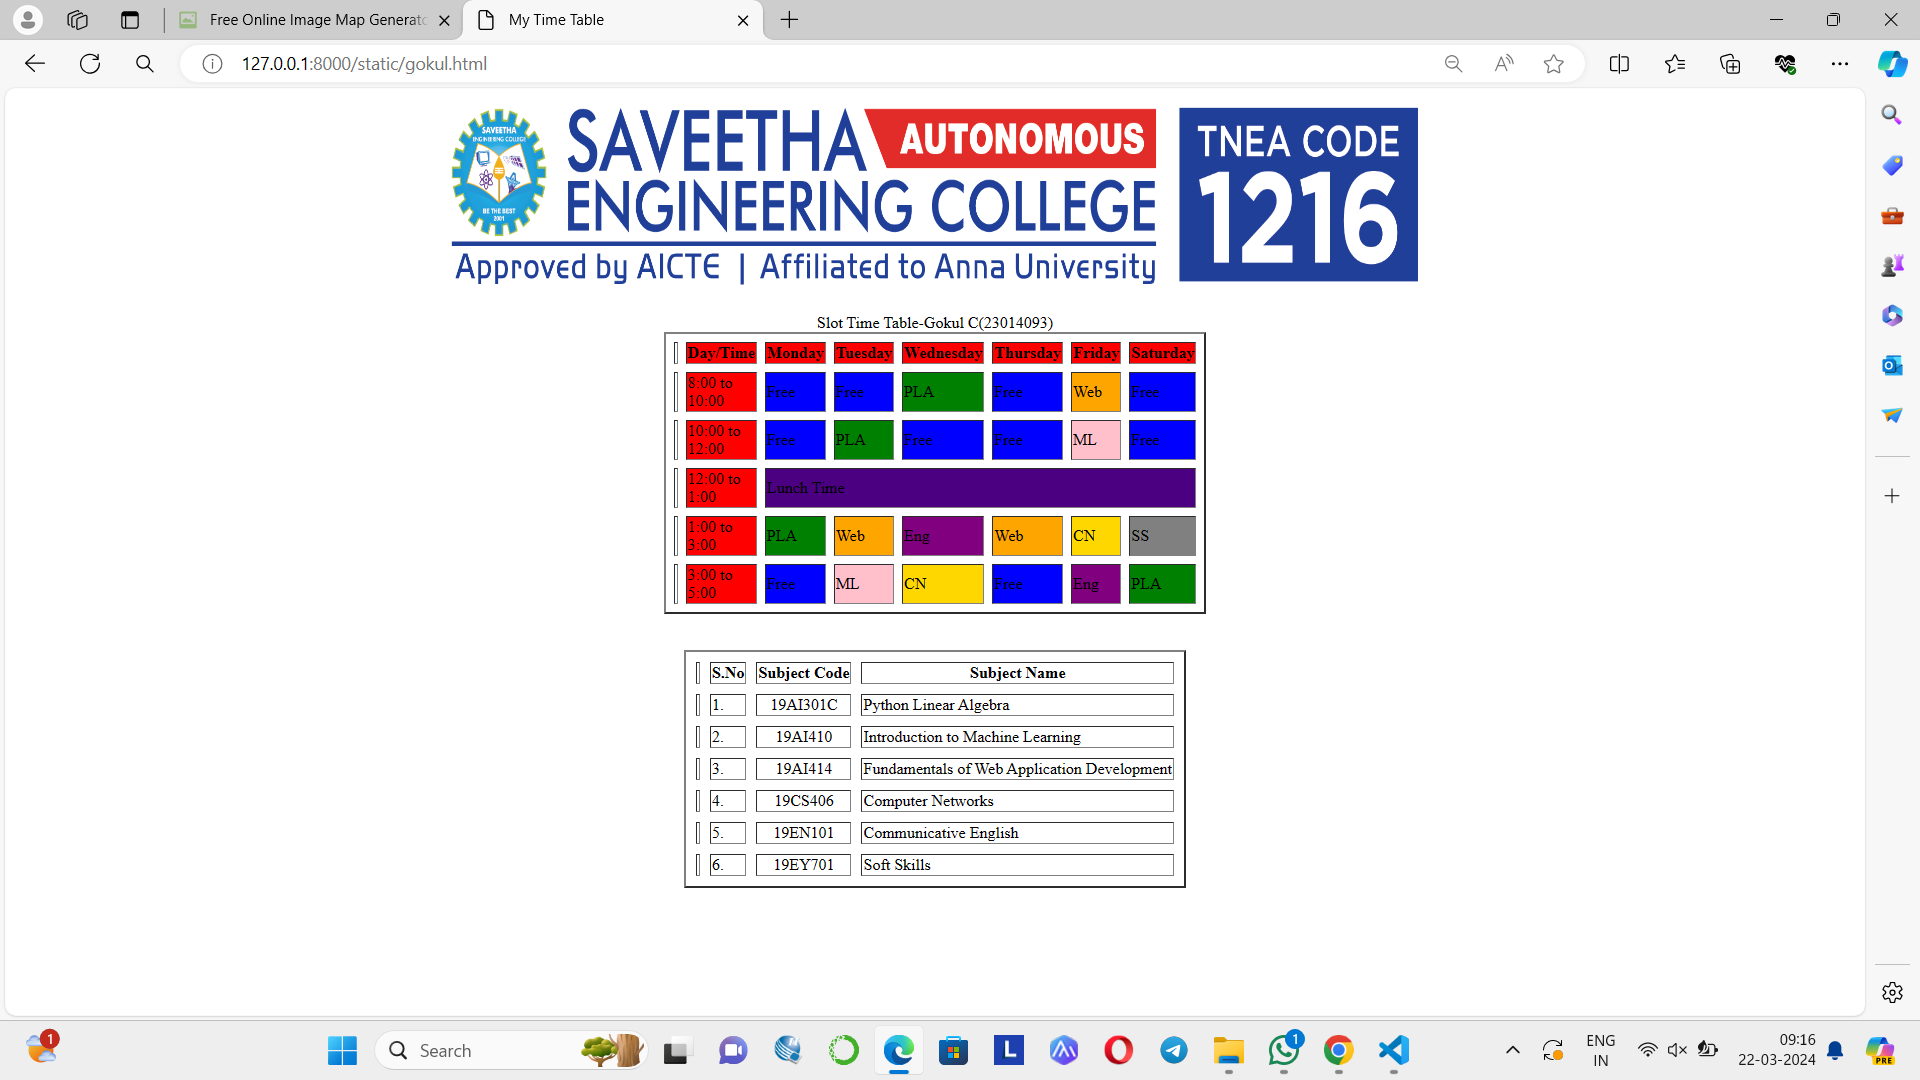 Free Online Image Map Generato
My Time Table
127.0.0.1:8000/static/gokul.html
SAVEETHA
ENGINEERING COLLEGE
BE THE BEST
2001
SAVEETHA AUTONOMOUS
ENGINEERING COLLEGE
Approved by AICTE | Affiliated to Anna University
TNEA CODE
1216
Slot Time Table-Gokul C(23014093)
Day/Time Monday Tuesday Wednesday Thursday Friday Saturday
8:00 to
10:00
Free Free PLA Free Web Free
10:00 to
12:00
Free PLA Free Free ML Free
12:00 to
1:00
Lunch Time
1:00 to
3:00
PLA Web Eng Web CN SS
3:00 to
5:00
Free ML CN Free Eng PLA
S.No Subject Code Subject Name
1. 19AI301C Python Linear Algebra
2. 19AI410 Introduction to Machine Learning
3. 19AI414 Fundamentals of Web Application Development
4. 19CS406 Computer Networks
5. 19EN101 Communicative English
6. 19EY701 Soft Skills
1
Search
L
1
ENG
IN
09:16
22-03-2024
PRE